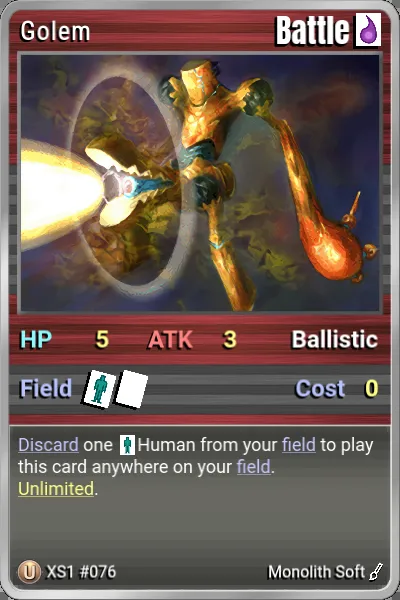 Golem Battle
HP 5 ATK 3 Ballistic
Field Cost 0
Discard one Human from your field to play
this card anywhere on your field.
Unlimited.
U XS1 #076 Monolith Soft